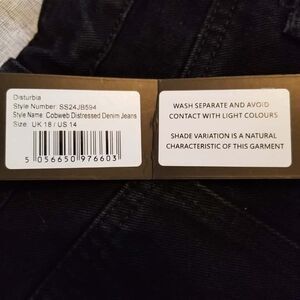 Disturbia
Style Number: SS24JB594
Style Name: Cobweb Distressed Denim Jeans
Size: UK 18 / US 14
5 056650 976603
WASH SEPARATE AND AVOID
CONTACT WITH LIGHT COLOURS
SHADE VARIATION IS A NATURAL
CHARACTERISTIC OF THIS GARMENT